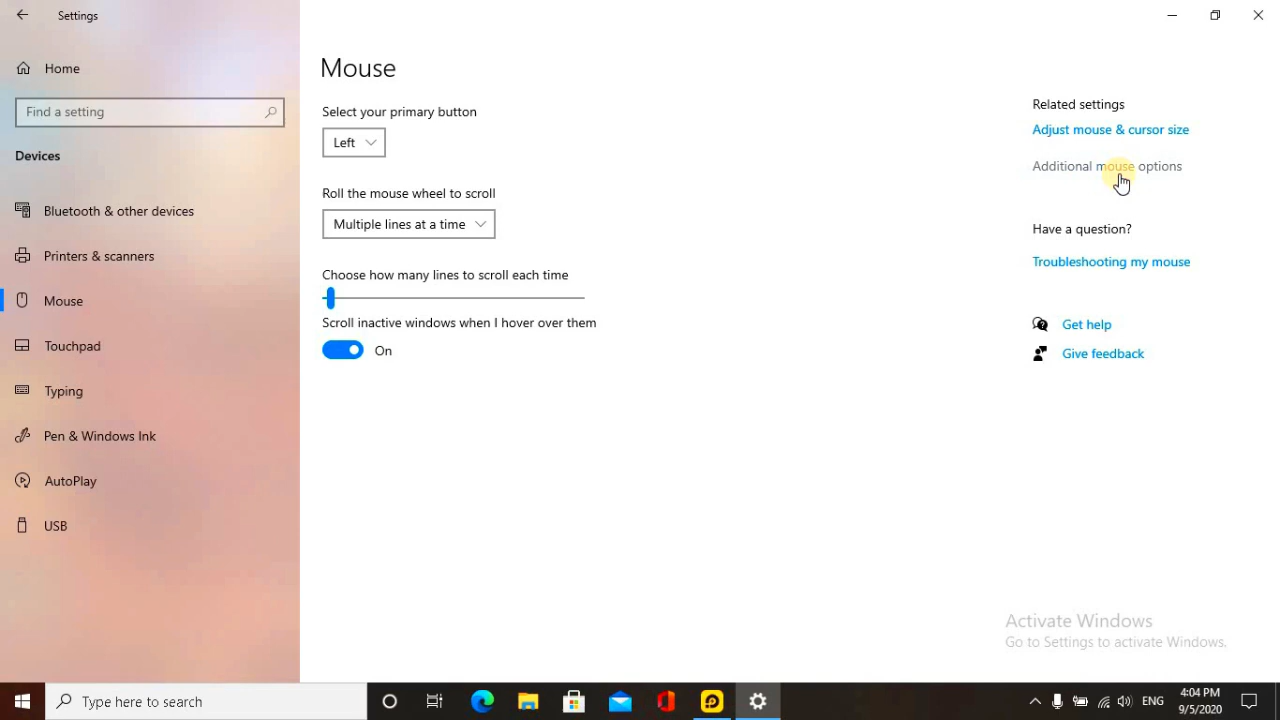 Settings
Home
Find a setting
Devices
Bluetooth & other devices
Printers & scanners
Mouse
Touchpad
Typing
Pen & Windows Ink
AutoPlay
USB
Mouse
Select your primary button
Left
Roll the mouse wheel to scroll
Multiple lines at a time
Choose how many lines to scroll each time
Scroll inactive windows when I hover over them
On
Related settings
Adjust mouse & cursor size
Additional mouse options
Have a question?
Troubleshooting my mouse
Get help
Give feedback
Activate Windows
Go to Settings to activate Windows.
Type here to search
ENG
4:04 PM
9/5/2020